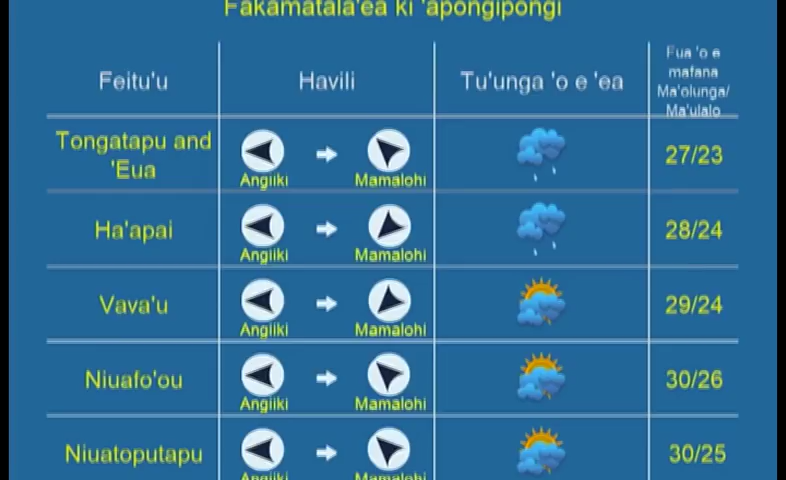 Fakamatala'ea ki 'apongipongi
Feitu'u
Havili
Tu'unga 'o e 'ea
Fua 'o e
mafana
Ma'olunga/
Ma'ulalo
Tongatapu and
'Eua
Angiiki
Mamalohi
27/23
Ha'apai
Angiiki
Mamalohi
28/24
Vava'u
Angiiki
Mamalohi
29/24
Niuafo'ou
Angiiki
Mamalohi
30/26
Niuatoputapu
Angiiki
Mamalohi
30/25